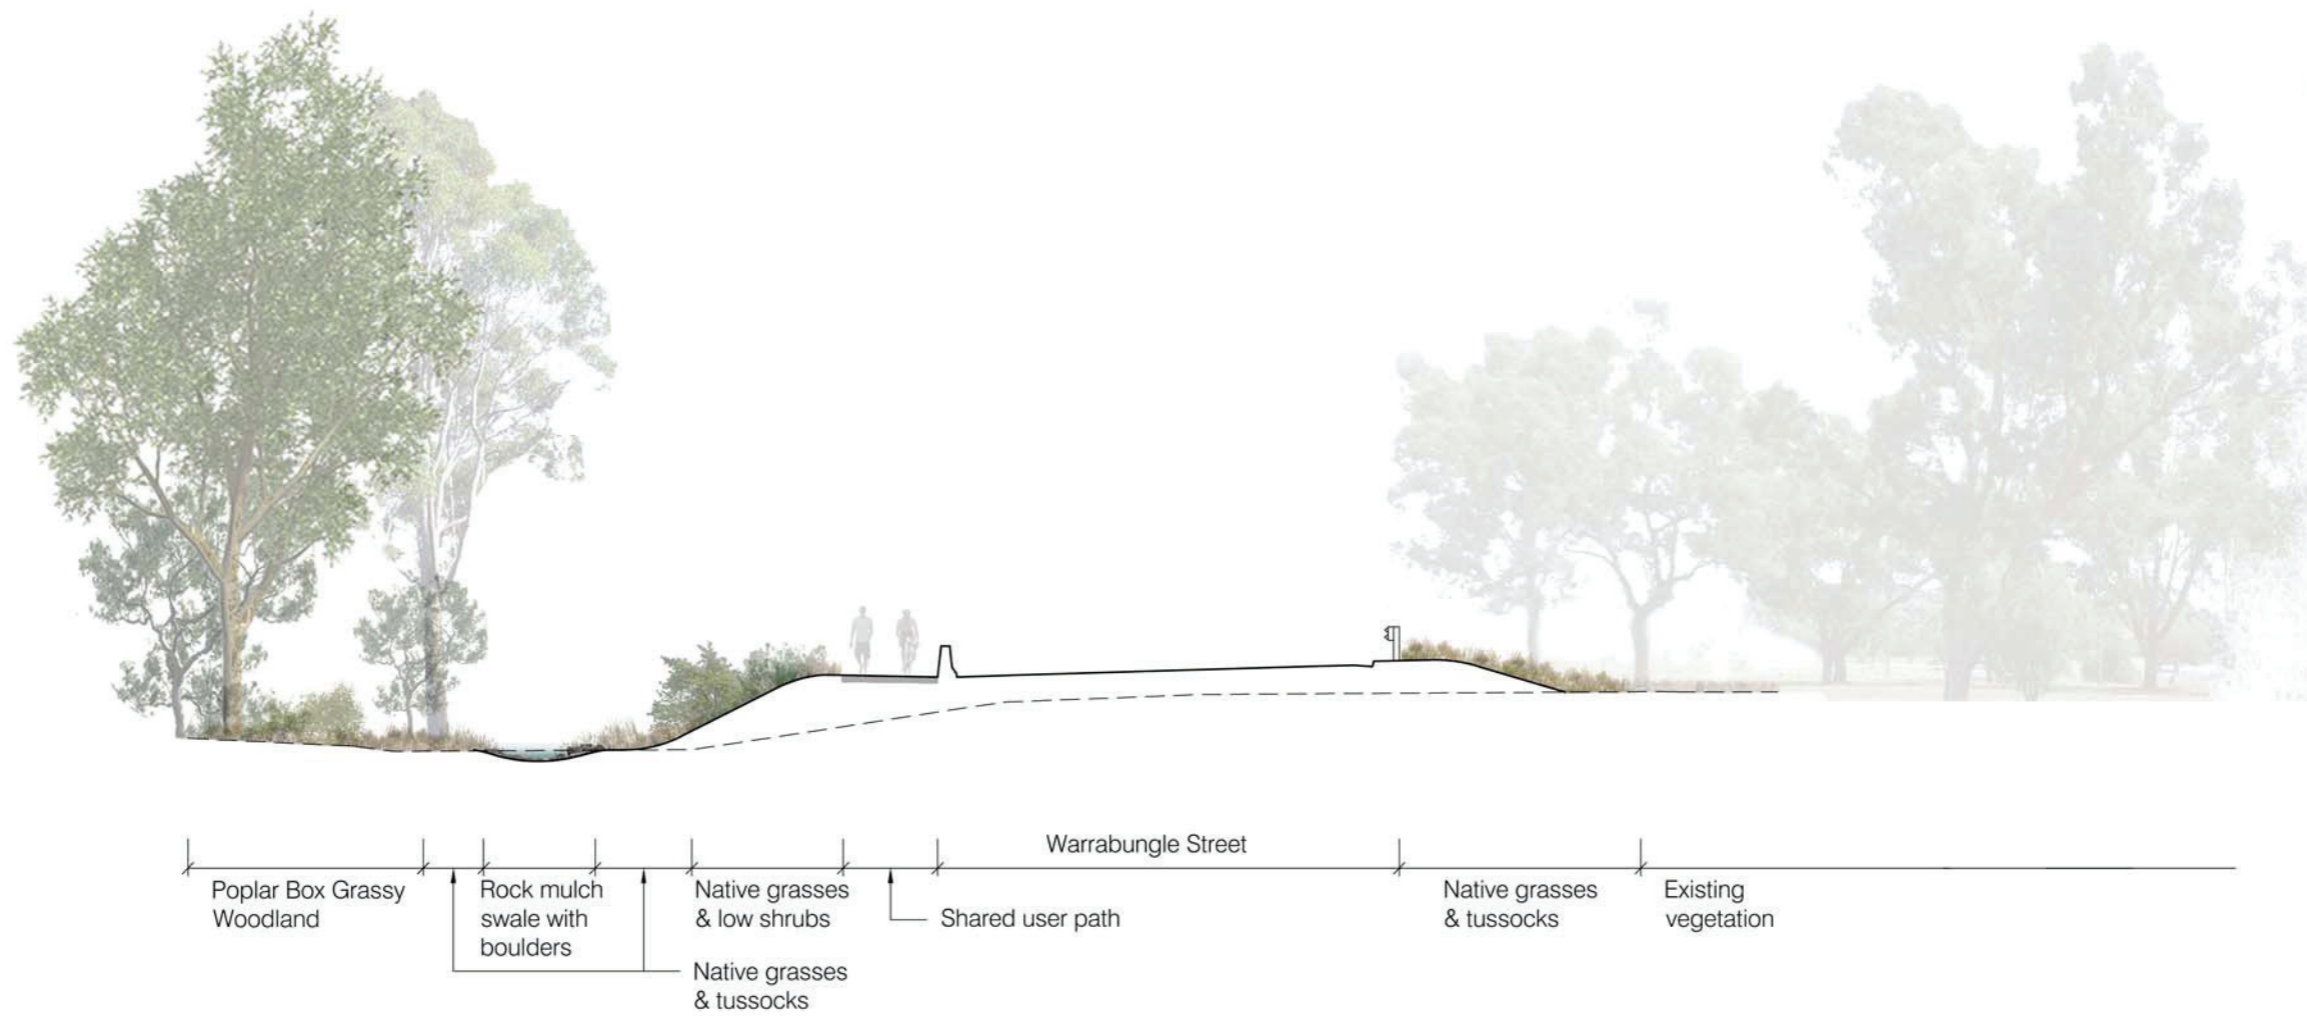 Warrabungle Street
Poplar Box Grassy
Woodland
Rock mulch
swale with
boulders
Native grasses
& low shrubs
Shared user path
Native grasses
& tussocks
Existing
vegetation
Native grasses
& tussocks